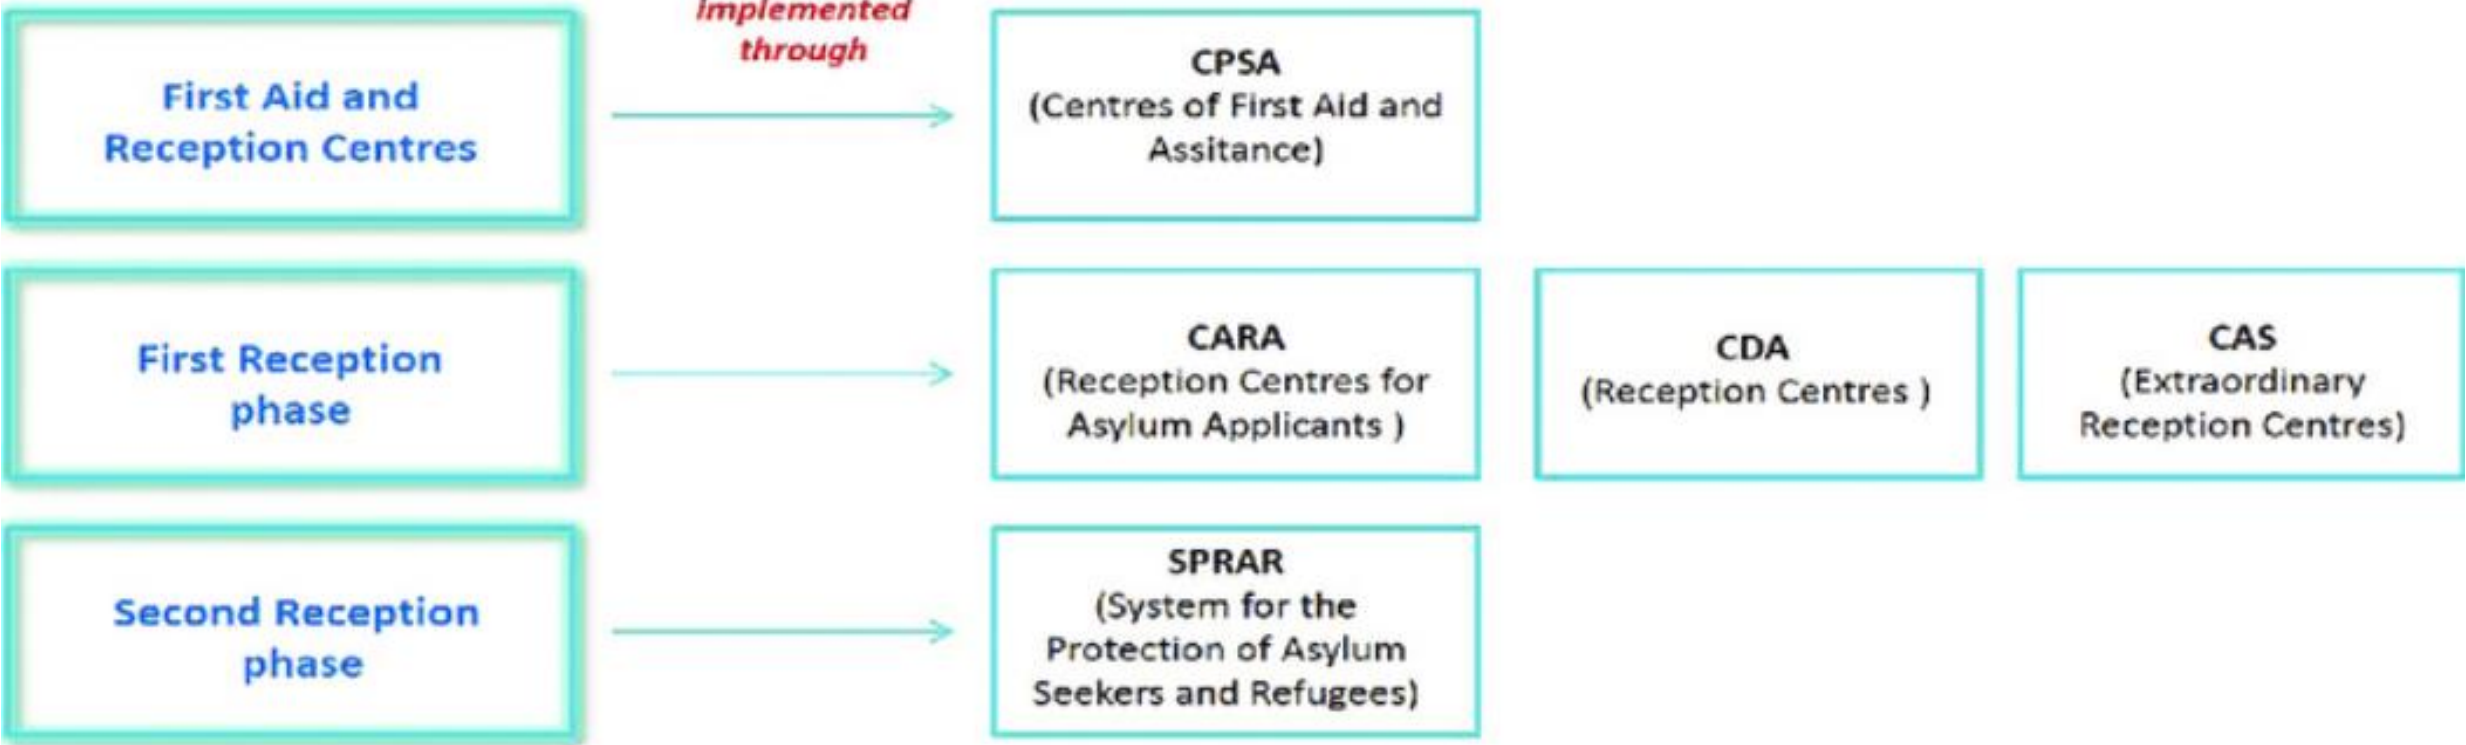 implemented
through
First Aid and
Reception Centres
CPSA
(Centres of First Aid and
Assitance)
First Reception
phase
CARA
(Reception Centres for
Asylum Applicants )
CDA
(Reception Centres )
CAS
(Extraordinary
Reception Centres)
Second Reception
phase
SPRAR
(System for the
Protection of Asylum
Seekers and Refugees)